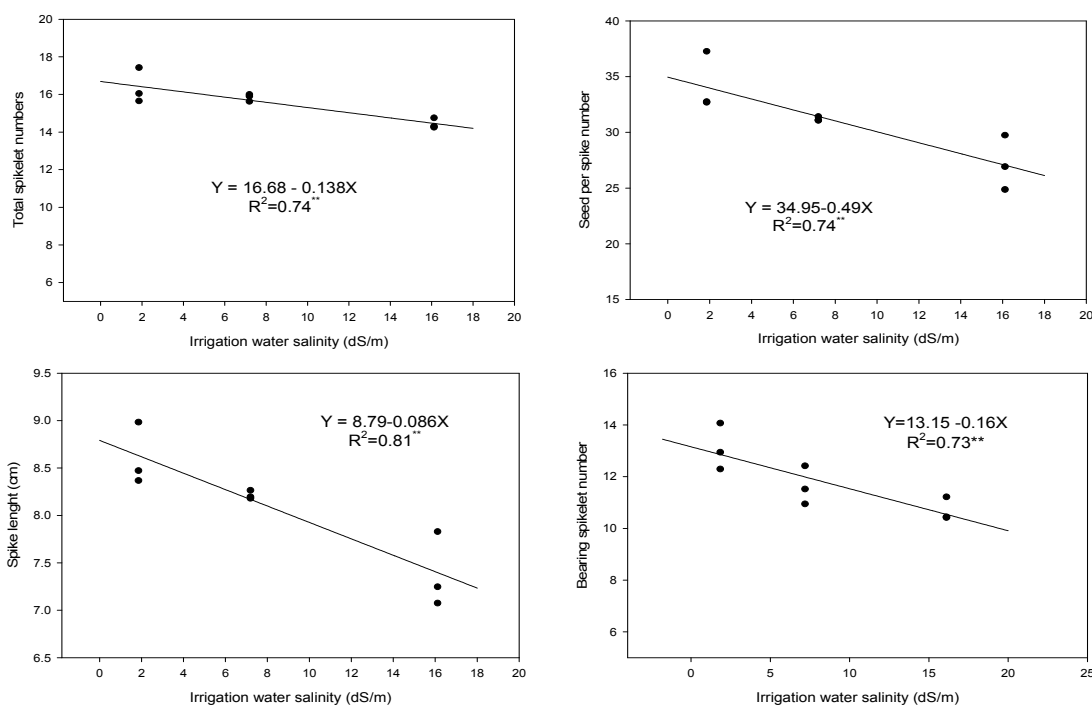 20
18
16
14
12
10
8
6
Total spikelet numbers
Y = 16.68 - 0.138X
R²=0.74**
0 2 4 6 8 10 12 14 16 18 20
Irrigation water salinity (dS/m)
40
35
30
25
20
15
Seed per spike number
Y = 34.95-0.49X
R²=0.74**
0 2 4 6 8 10 12 14 16 18 20
Irrigation water salinity (dS/m)
9.5
9.0
8.5
8.0
7.5
7.0
6.5
Spike lenght (cm)
Y = 8.79-0.086X
R²=0.81**
0 2 4 6 8 10 12 14 16 18 20
Irrigation water salinity (dS/m)
16
14
12
10
8
6
Bearing spikelet number
Y=13.15 -0.16X
R²=0.73**
0 5 10 15 20 25
Irrigation water salinity (dS/m)